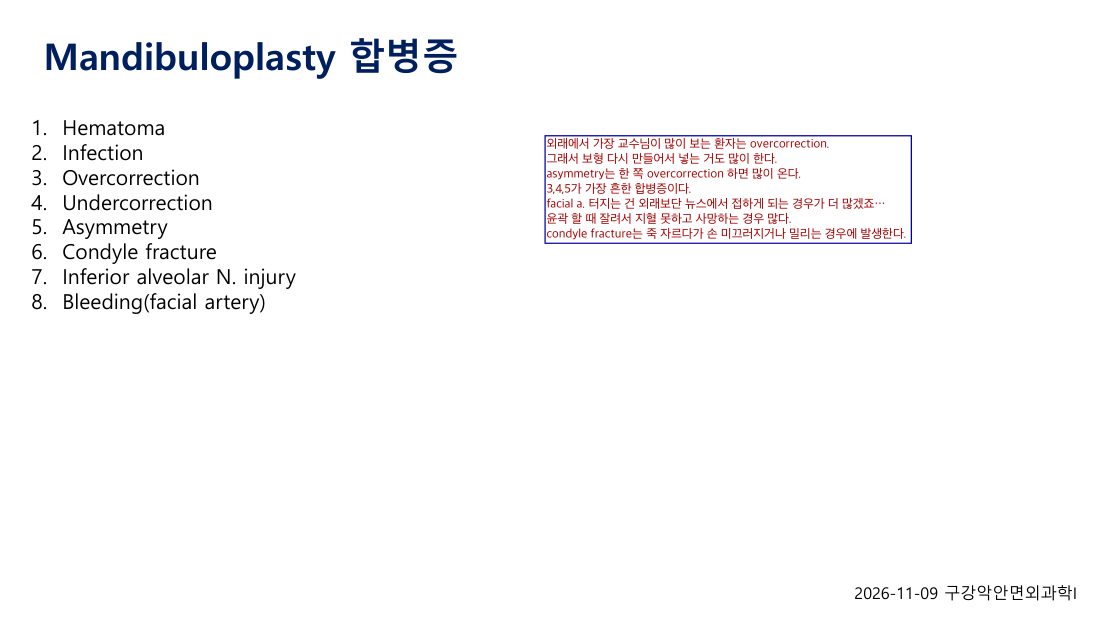 Mandibuloplasty 합병증
1. Hematoma
2. Infection
3. Overcorrection
4. Undercorrection
5. Asymmetry
6. Condyle fracture
7. Inferior alveolar N. injury
8. Bleeding(facial artery)
외래에서 가장 교수님이 많이 보는 환자는 overcorrection.
그래서 보형 다시 만들어서 넣는 거도 많이 한다.
asymmetry는 한 쪽 overcorrection 하면 많이 온다.
3,4,5가 가장 흔한 합병증이다.
facial a. 터지는 건 외래보단 뉴스에서 접하게 되는 경우가 더 많겠죠…
윤곽 할 때 잘려서 지혈 못하고 사망하는 경우 많다.
condyle fracture는 죽 자르다가 손 미끄러지거나 밀리는 경우에 발생한다.
2026-11-09 구강악안면외과학I